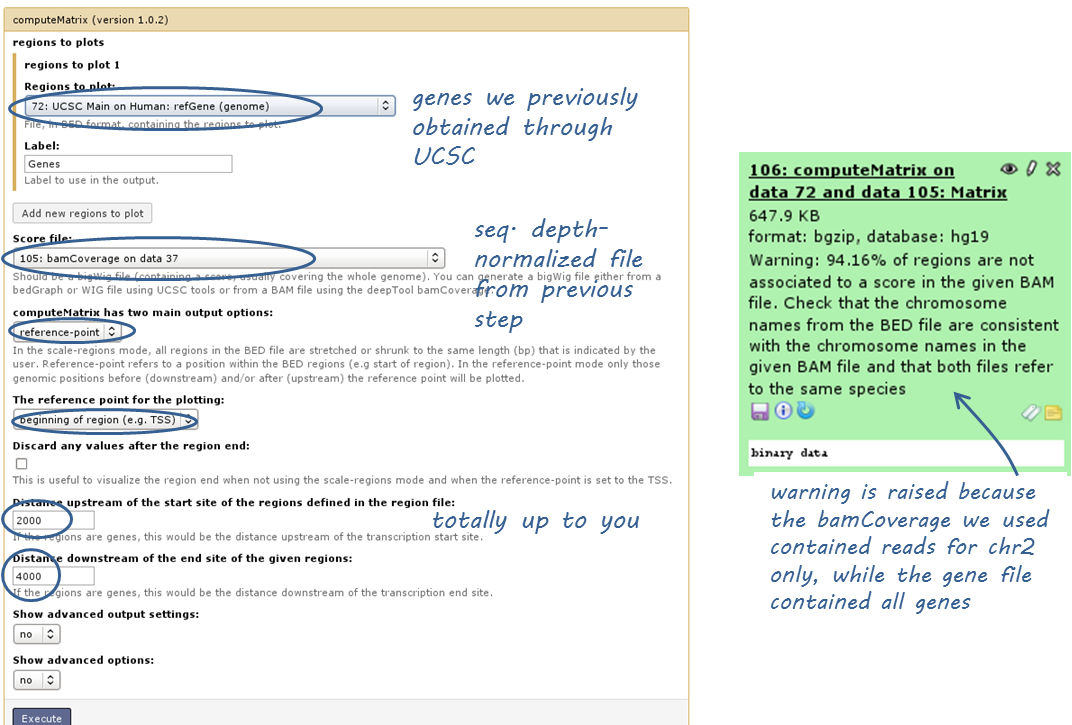 computeMatrix (version 1.0.2)
regions to plots
regions to plot 1
Regions to plot:
72: UCSC Main on Human: refGene (genome)
File, in BED format, containing the regions to plot.
Label:
Genes
Label to use in the output.
Add new regions to plot
Score file:
105: bamCoverage on data 37
Should be a bigWig file (containing a score, usually covering the whole genome). You can generate a bigWig file either from a
bedGraph or WIG file using UCSC tools or from a BAM file using the deepTool bamCoverage.
computeMatrix has two main output options:
reference-point
In the scale-regions mode, all regions in the BED file are stretched or shrunk to the same length (bp) that is indicated by the
user. Reference-point refers to a position within the BED regions (e.g start of region). In the reference-point mode only those
genomic positions before (downstream) and/or after (upstream) the reference point will be plotted.
The reference point for the plotting:
beginning of region (e.g. TSS)
Discard any values after the region end:
This is useful to visualize the region end when not using the scale-regions mode and when the reference-point is set to the TSS.
Distance upstream of the start site of the regions defined in the region file:
2000
If the regions are genes, this would be the distance upstream of the transcription start site.
Distance downstream of the end site of the given regions:
4000
If the regions are genes, this would be the distance downstream of the transcription end site.
Show advanced output settings:
no
Show advanced options:
no
Execute
genes we previously
obtained through
UCSC
seq. depth-
normalized file
from previous
step
totally up to you
106: computeMatrix on
data 72 and data 105: Matrix
647.9 KB
format: bgzip, database: hg19
Warning: 94.16% of regions are not
associated to a score in the given BAM
file. Check that the chromosome
names from the BED file are consistent
with the chromosome names in the
given BAM file and that both files refer
to the same species
binary data
warning is raised because
the bamCoverage we used
contained reads for chr2
only, while the gene file
contained all genes